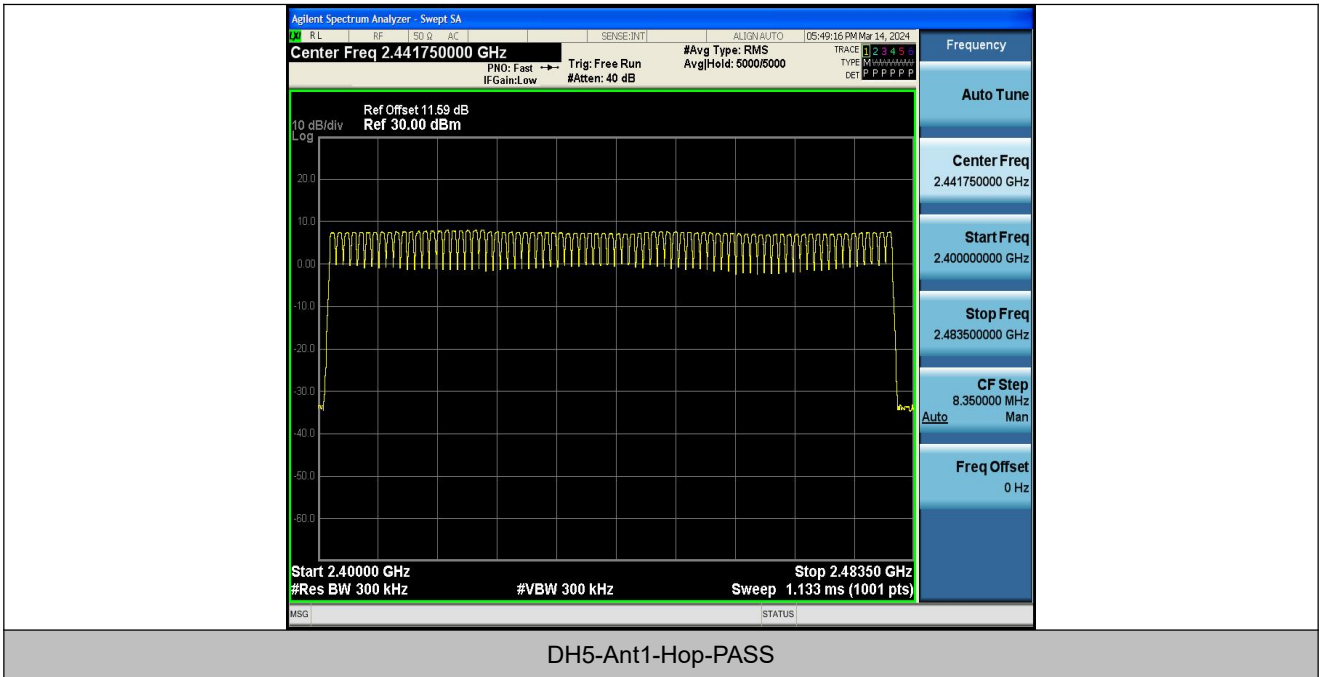 Agilent Spectrum Analyzer - Swept SA
LXI RL RF 50 Ω AC SENSE:INT ALIGN AUTO 05:49:16 PM Mar 14, 2024
Center Freq 2.441750000 GHz
PNO: Fast
IFGain:Low
Trig: Free Run
#Atten: 40 dB
#Avg Type: RMS
Avg|Hold: 5000/5000
TRACE 1 2 3 4 5 6
TYPE M
DET P P P P P P
Ref Offset 11.59 dB
10 dB/div Ref 30.00 dBm
Log
20.0
10.0
0.00
-10.0
-20.0
-30.0
-40.0
-50.0
-60.0
Start 2.40000 GHz Stop 2.48350 GHz
#Res BW 300 kHz #VBW 300 kHz Sweep 1.133 ms (1001 pts)
MSG STATUS
Frequency
Auto Tune
Center Freq
2.441750000 GHz
Start Freq
2.400000000 GHz
Stop Freq
2.483500000 GHz
CF Step
8.350000 MHz
Auto Man
Freq Offset
0 Hz
DH5-Ant1-Hop-PASS